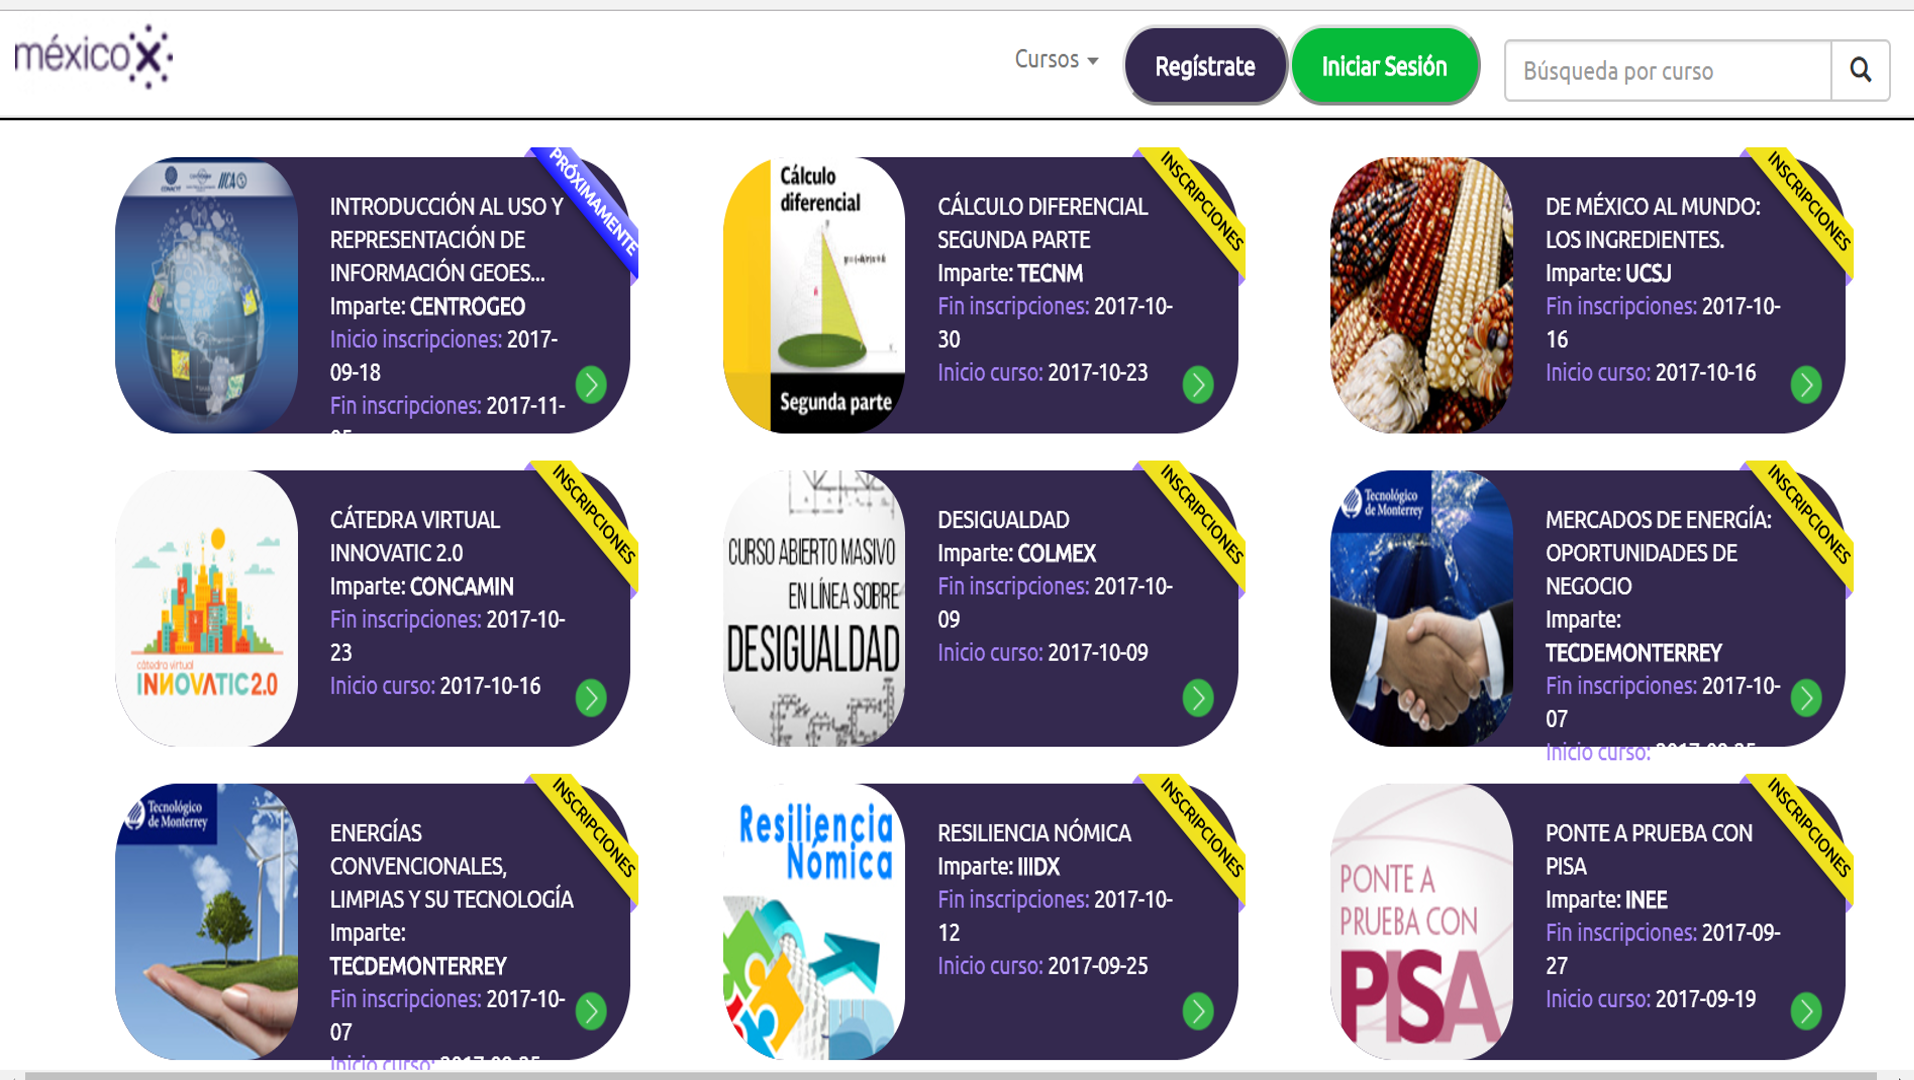 méxicoX
Cursos
Regístrate
Iniciar Sesión
Búsqueda por curso
IICA
PRÓXIMAMENTE
INTRODUCCIÓN AL USO Y
REPRESENTACIÓN DE
INFORMACIÓN GEOES...
Imparte: CENTROGEO
Inicio inscripciones: 2017-
09-18
Fin inscripciones: 2017-11-
Cálculo
diferencial
Segunda parte
INSCRIPCIONES
CÁLCULO DIFERENCIAL
SEGUNDA PARTE
Imparte: TECNM
Fin inscripciones: 2017-10-
30
Inicio curso: 2017-10-23
INSCRIPCIONES
DE MÉXICO AL MUNDO:
LOS INGREDIENTES.
Imparte: UCSJ
Fin inscripciones: 2017-10-
16
Inicio curso: 2017-10-16
cátedra virtual
INNOVATIC 2.0
INSCRIPCIONES
CÁTEDRA VIRTUAL
INNOVATIC 2.0
Imparte: CONCAMIN
Fin inscripciones: 2017-10-
23
Inicio curso: 2017-10-16
CURSO ABIERTO MASIVO
EN LÍNEA SOBRE
DESIGUALDAD
INSCRIPCIONES
DESIGUALDAD
Imparte: COLMEX
Fin inscripciones: 2017-10-
09
Inicio curso: 2017-10-09
Tecnológico
de Monterrey
INSCRIPCIONES
MERCADOS DE ENERGÍA:
OPORTUNIDADES DE
NEGOCIO
Imparte:
TECDEMONTERREY
Fin inscripciones: 2017-10-
07
Inicio curso: 2017-09-25
Tecnológico
de Monterrey
INSCRIPCIONES
ENERGÍAS
CONVENCIONALES,
LIMPIAS Y SU TECNOLOGÍA
Imparte:
TECDEMONTERREY
Fin inscripciones: 2017-10-
07
Inicio curso: 2017-09-25
Resiliencia
Nómica
INSCRIPCIONES
RESILIENCIA NÓMICA
Imparte: IIIDX
Fin inscripciones: 2017-10-
12
Inicio curso: 2017-09-25
PONTE A
PRUEBA CON
PISA
INSCRIPCIONES
PONTE A PRUEBA CON
PISA
Imparte: INEE
Fin inscripciones: 2017-09-
27
Inicio curso: 2017-09-19